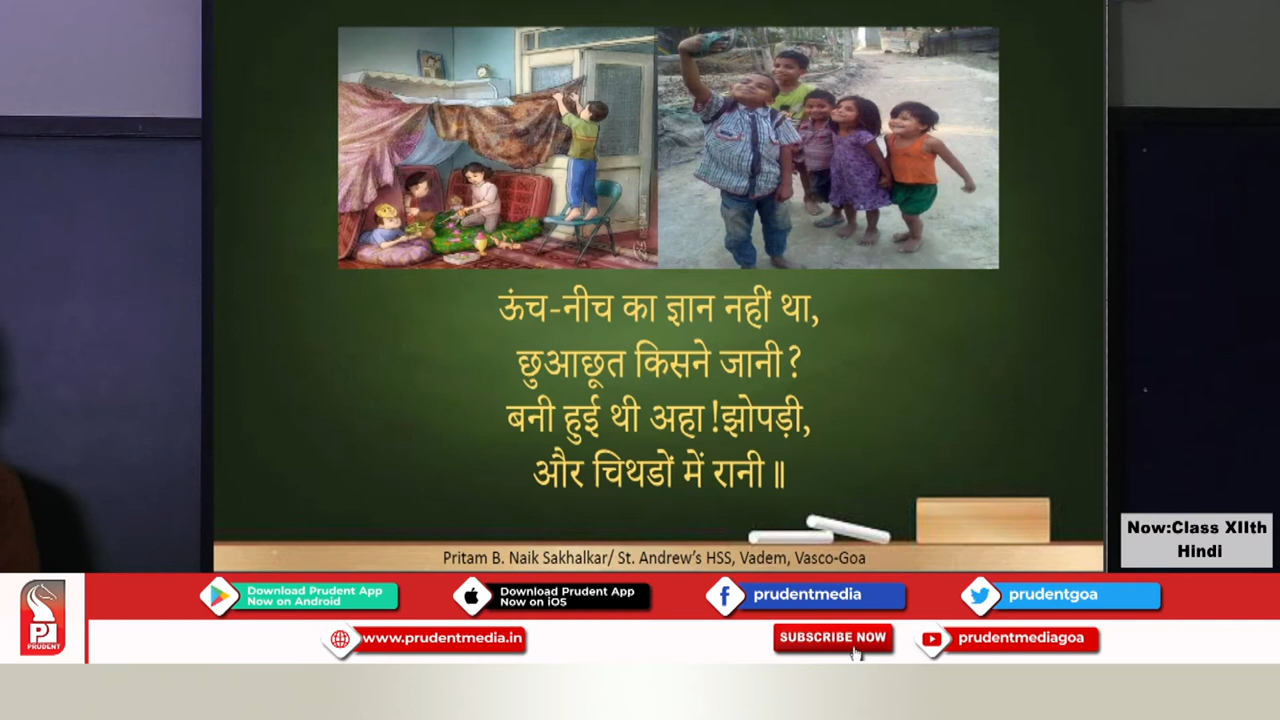 ऊंच-नीच का ज्ञान नहीं था,
छुआछूत किसने जानी?
बनी हुई थी अहा!झोपड़ी,
और चिथडों में रानी॥
Pritam B. Naik Sakhalkar/ St. Andrew's HSS, Vadem, Vasco-Goa
Now:Class XIIth
Hindi
PRUDENT
Download Prudent App
Now on Android
Download Prudent App
Now on iOS
prudentmedia
prudentgoa
www.prudentmedia.in
SUBSCRIBE NOW
prudentmediagoa